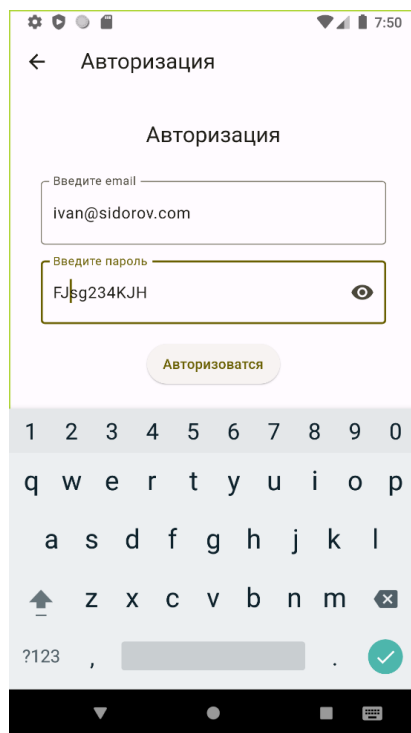 7:50
Авторизация
Авторизация
Введите email
ivan@sidorov.com
Введите пароль
FJsg234KJH
Авторизоватся
1 2 3 4 5 6 7 8 9 0
q w e r t y u i o p
a s d f g h j k l
z x c v b n m
?123 , .